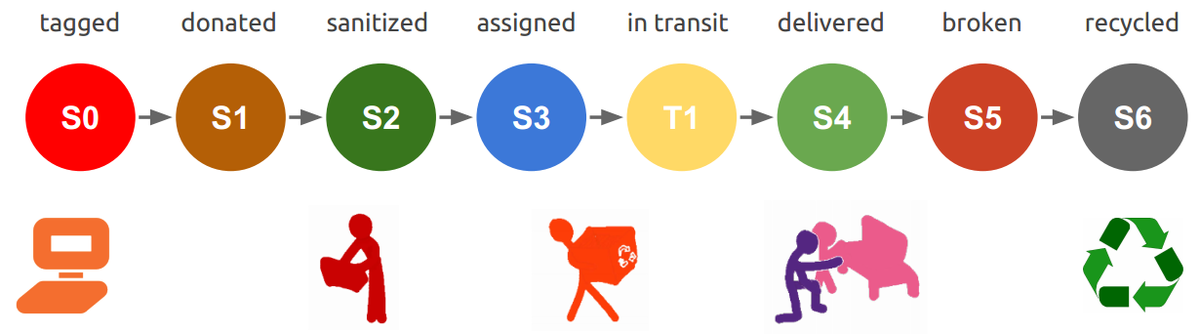 tagged donated sanitized assigned in transit delivered broken recycled
S0 S1 S2 S3 T1 S4 S5 S6